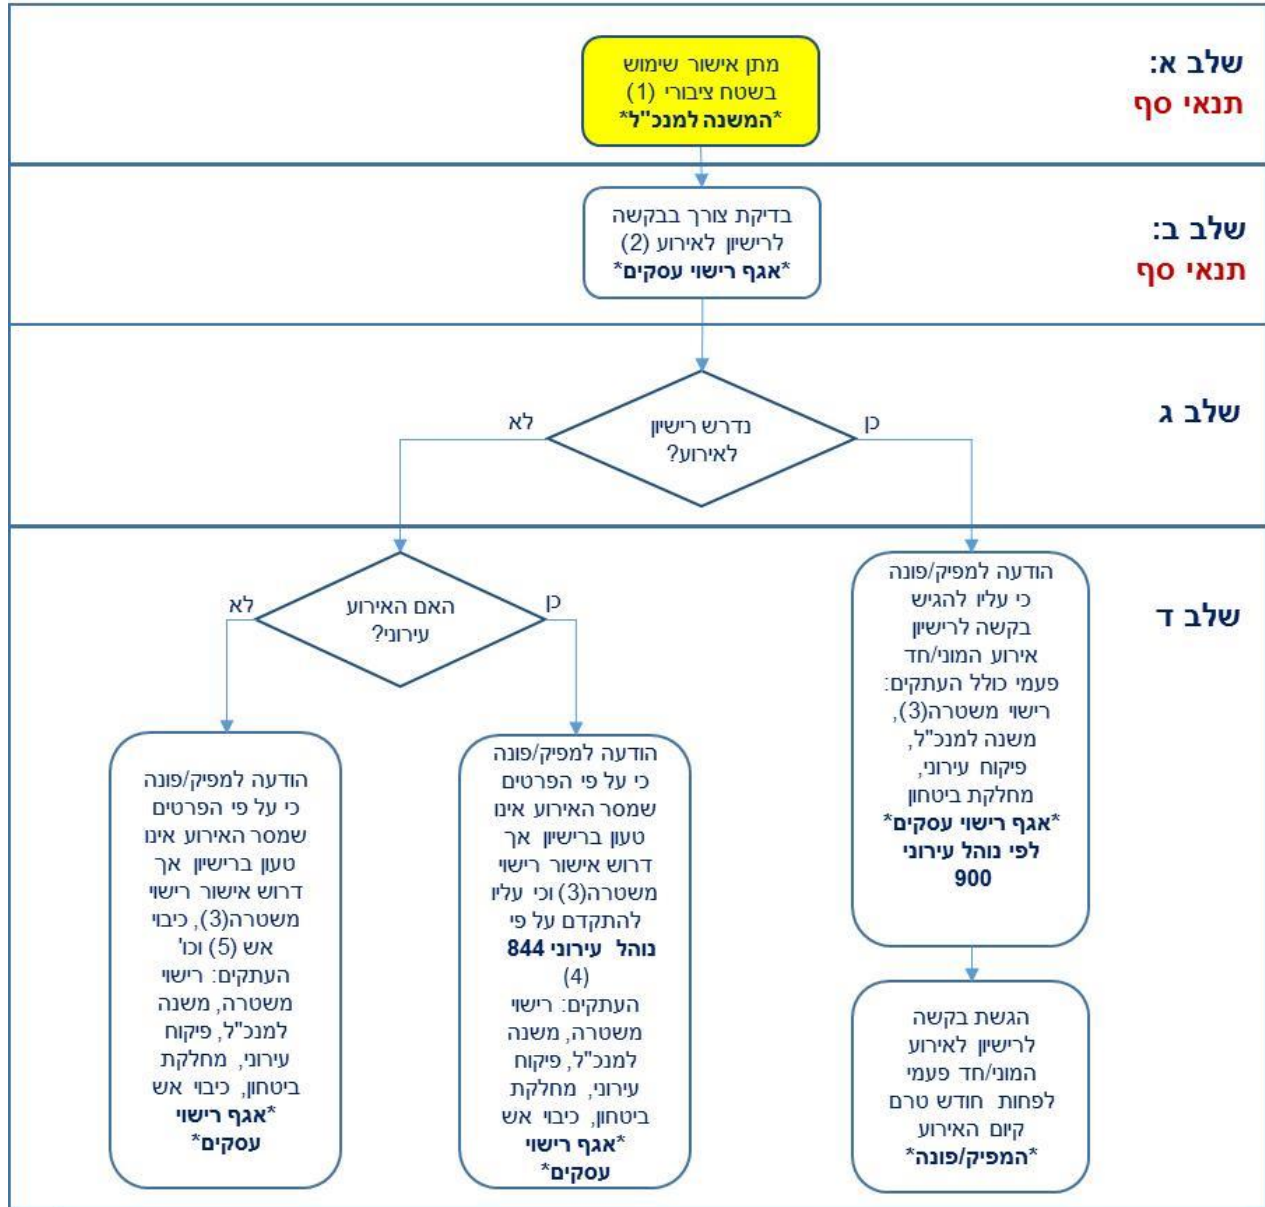 שלב א:
תנאי סף
מתן אישור שימוש
בשטח ציבורי (1)
*המשנה למנכ"ל*
שלב ב:
תנאי סף
בדיקת צורך בבקשה
לרישיון לאירוע (2)
*אגף רישוי עסקים*
שלב ג
נדרש רישיון
לאירוע?
כן
לא
שלב ד
הודעה למפיק/פונה
כי עליו להגיש
בקשה לרישיון
אירוע המוני/חד
פעמי כולל העתקים:
רישוי משטרה(3),
משנה למנכ"ל,
פיקוח עירוני,
מחלקת ביטחון
*אגף רישוי עסקים*
לפי נוהל עירוני
900
הגשת בקשה
לרישיון לאירוע
המוני/חד פעמי
לפחות חודש טרם
קיום האירוע
*המפיק/פונה*
האם האירוע
עירוני?
כן
לא
הודעה למפיק/פונה
כי על פי הפרטים
שמסר האירוע אינו
טעון ברישיון אך
דרוש אישור רישוי
משטרה(3) וכי עליו
להתקדם על פי
נוהל עירוני 844
(4)
העתקים: רישוי
משטרה, משנה
למנכ"ל, פיקוח
עירוני, מחלקת
ביטחון, כיבוי אש
*אגף רישוי
עסקים*
הודעה למפיק/פונה
כי על פי הפרטים
שמסר האירוע אינו
טעון ברישיון אך
דרוש אישור רישוי
משטרה(3), כיבוי
אש (5) וכו'
העתקים: רישוי
משטרה, משנה
למנכ"ל, פיקוח
עירוני, מחלקת
ביטחון, כיבוי אש
*אגף רישוי
עסקים*